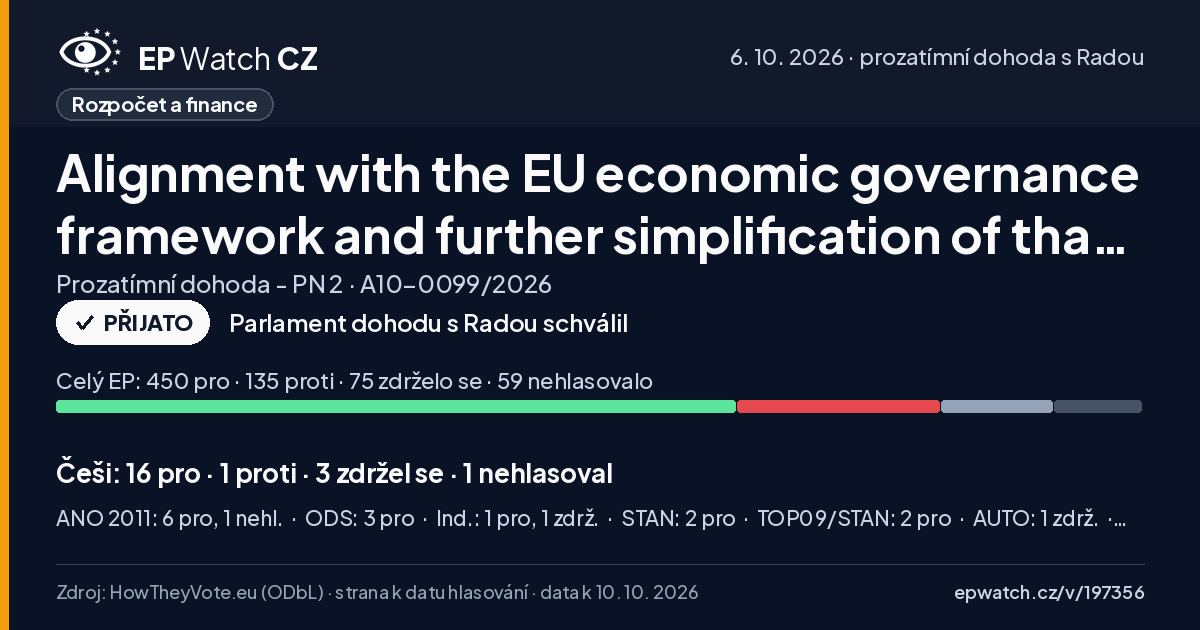 EP Watch CZ
6. 10. 2026 · prozatímní dohoda s Radou
Rozpočet a finance
Alignment with the EU economic governance
framework and further simplification of tha…
Prozatímní dohoda – PN 2 · A10–0099/2026
✓ PŘIJATO Parlament dohodu s Radou schválil
Celý EP: 450 pro · 135 proti · 75 zdrželo se · 59 nehlasovalo
Češi: 16 pro · 1 proti · 3 zdržel se · 1 nehlasoval
ANO 2011: 6 pro, 1 nehl. · ODS: 3 pro · Ind.: 1 pro, 1 zdrž. · STAN: 2 pro · TOP09/STAN: 2 pro · AUTO: 1 zdrž. ·…
Zdroj: HowTheyVote.eu (ODbL) · strana k datu hlasování · data k 10. 10. 2026
epwatch.cz/v/197356